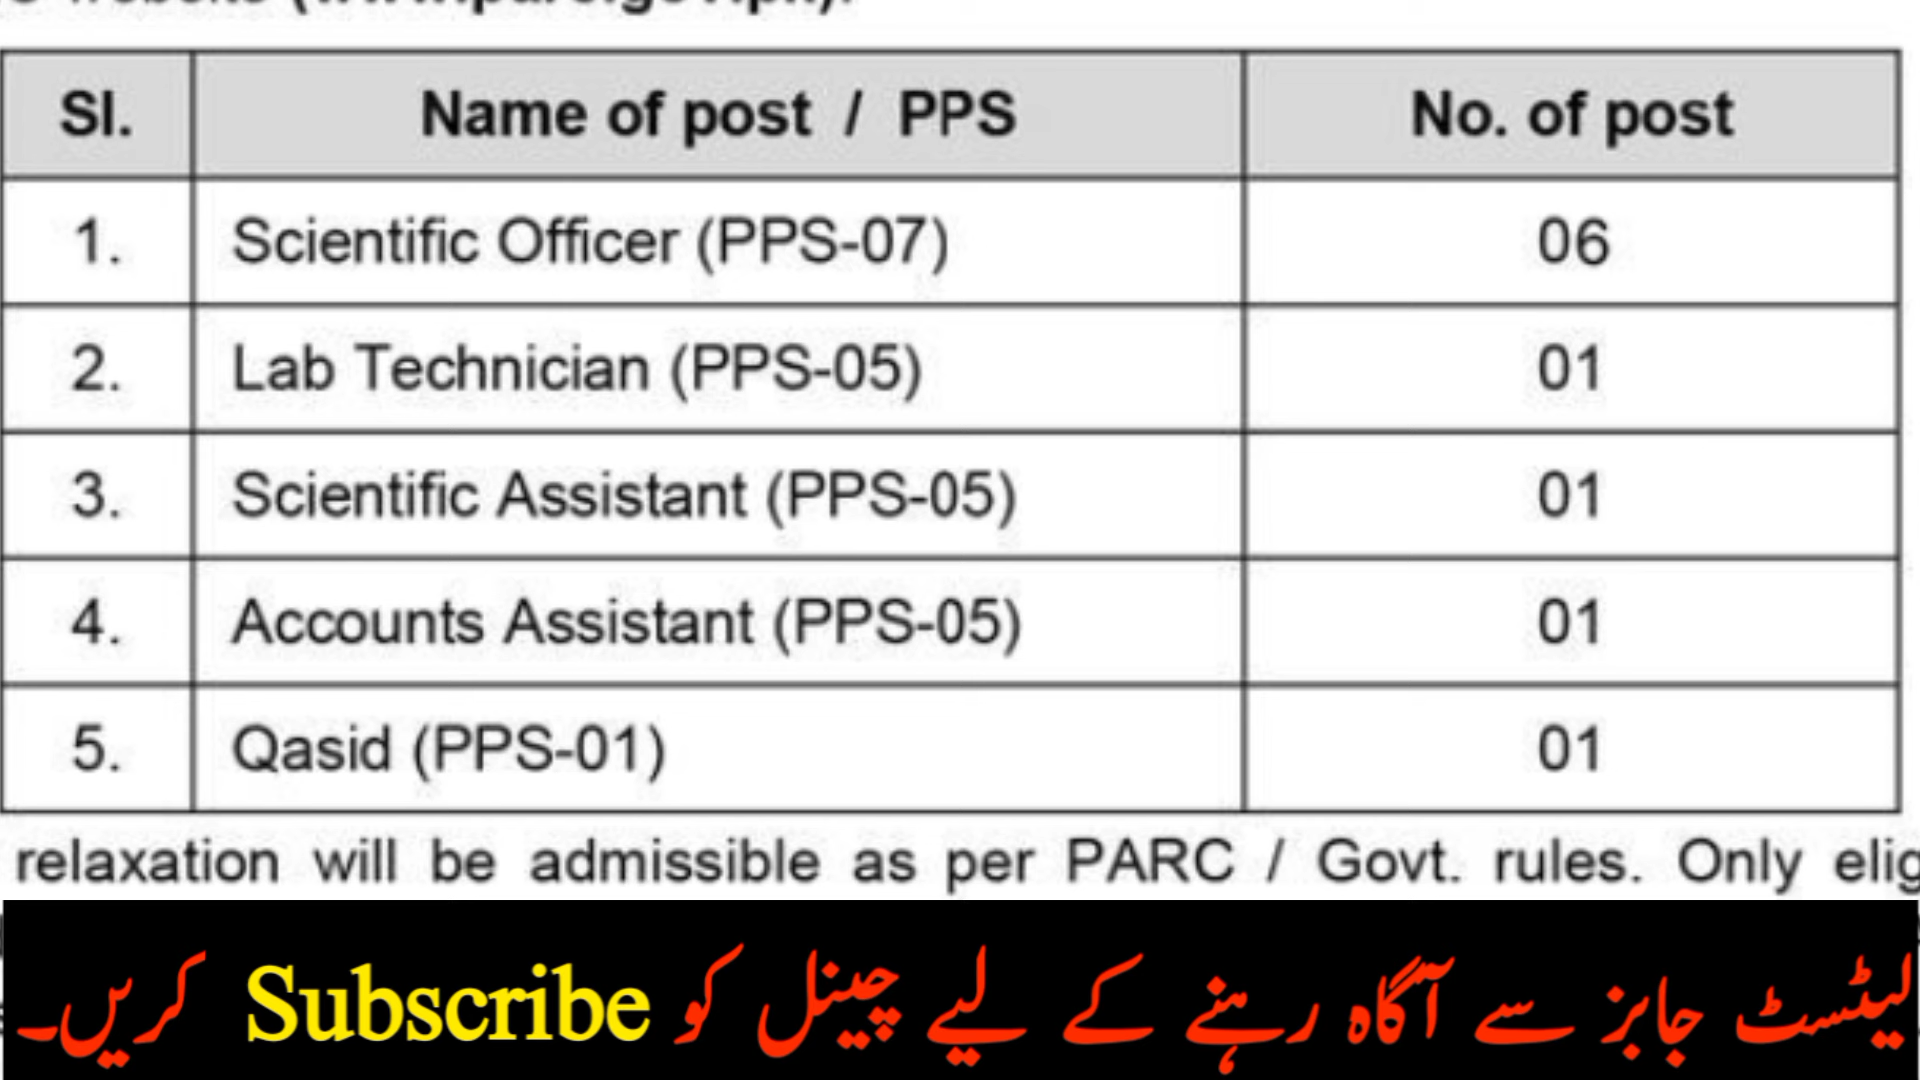 Sl. Name of post / PPS No. of post
1. Scientific Officer (PPS-07) 06
2. Lab Technician (PPS-05) 01
3. Scientific Assistant (PPS-05) 01
4. Accounts Assistant (PPS-05) 01
5. Qasid (PPS-01) 01
relaxation will be admissible as per PARC / Govt. rules. Only
لیٹسٹ جابز سے آگاہ رہنے کے لیے چینل کو Subscribe کریں۔